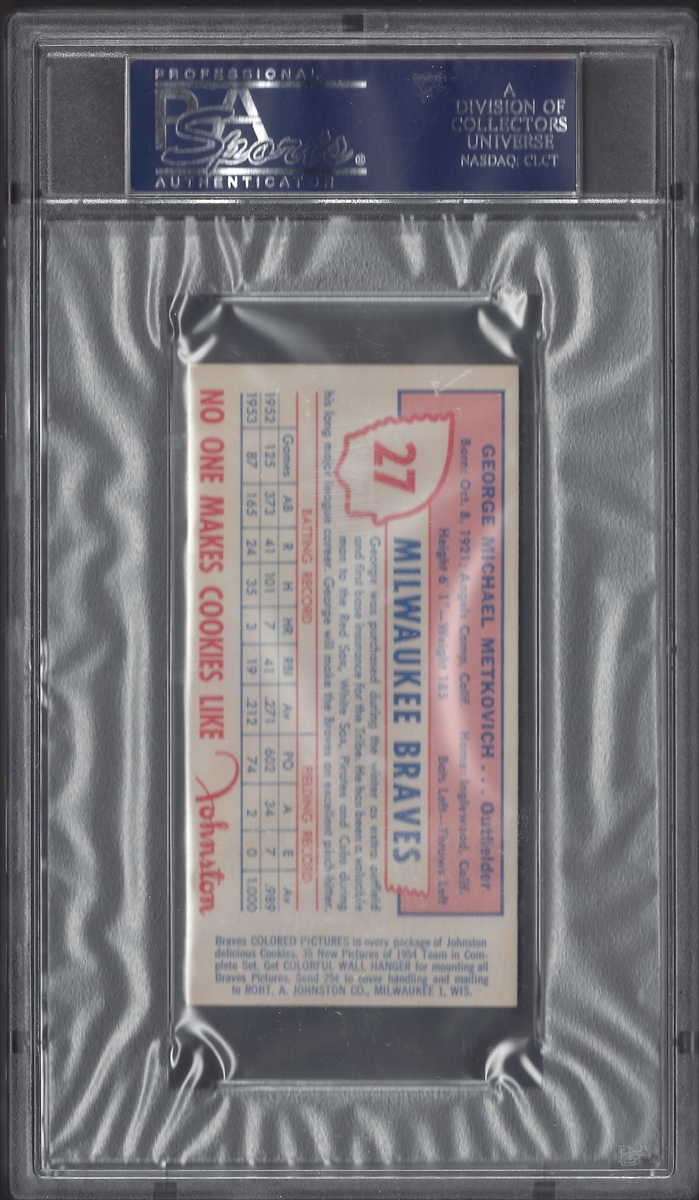 PROFESSIONAL
PSA
Sports®
AUTHENTICATOR
A
DIVISION OF
COLLECTORS
UNIVERSE
NASDAQ: CLCT
GEORGE MICHAEL METKOVICH . . . Outfielder
Born: Oct. 8, 1921; Angels Camp, Calif. Home: Inglewood, Calif.
Height 6' 1"—Weight 185 Bats Left—Throws Left
27
MILWAUKEE BRAVES
George was purchased during the winter as extra outfield
and first base insurance for the Tribe. He has been a valuable
man to the Red Sox, White Sox, Pirates and Cubs during
his long major league career. George will make the Braves an excellent pinch-hitter.
BATTING RECORD FIELDING RECORD
Games AB R H HR RBI Av PO A E Av
1952 125 373 41 101 7 41 .271 602 34 7 .989
1953 87 165 24 35 3 19 .212 74 2 0 1.000
NO ONE MAKES COOKIES LIKE Johnston
Braves COLORED PICTURES in every package of Johnston
delicious Cookies. 35 New Pictures of 1954 Team in Com-
plete Set. Get COLORFUL WALL HANGER for mounting all
Braves Pictures. Send 25c to cover handling and mailing
to ROBT. A. JOHNSTON CO., MILWAUKEE 1, WIS.